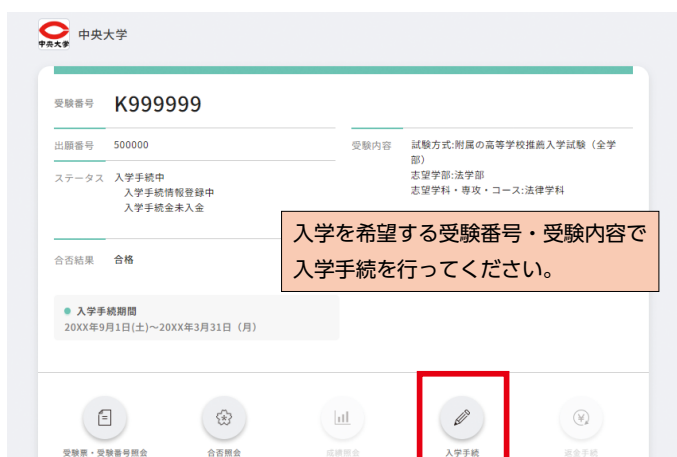 中央大学
中央大学
受験番号 K999999
出願番号 500000
受験内容 試験方式:附属の高等学校推薦入学試験（全学
部）
志望学部:法学部
志望学科・専攻・コース:法律学科
ステータス 入学手続中
入学手続情報登録中
入学手続金未入金
入学を希望する受験番号・受験内容で
入学手続を行ってください。
合否結果 合格
入学手続期間
20XX年9月1日(土)～20XX年3月31日（月）
受験票・受験番号照会
合否照会
成績照会
入学手続
返金手続